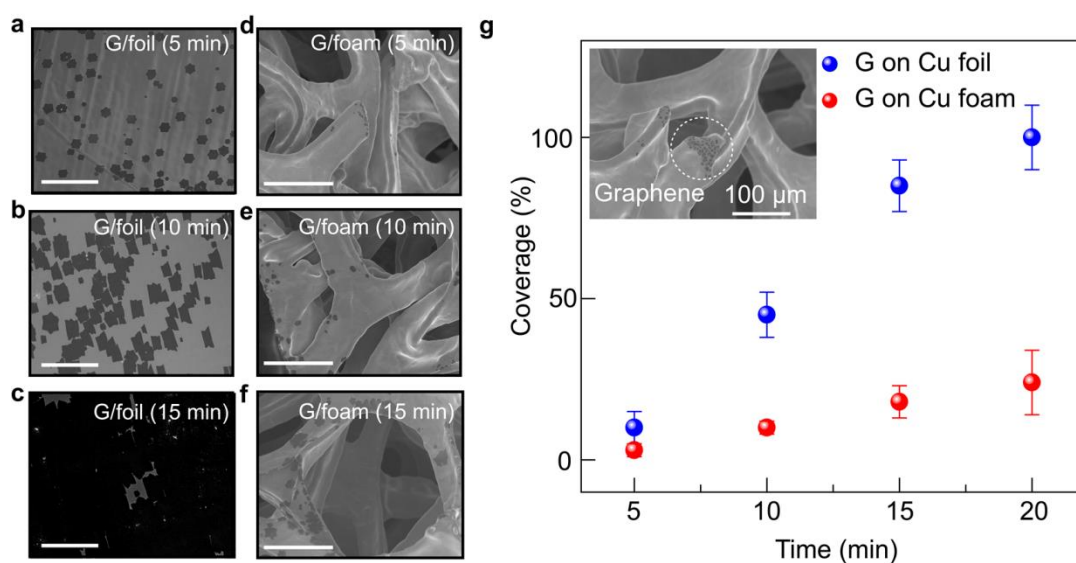 a
G/foil (5 min)
b
G/foil (10 min)
c
G/foil (15 min)
d
G/foam (5 min)
e
G/foam (10 min)
f
G/foam (15 min)
g
G on Cu foil
G on Cu foam
Graphene
100 μm
Coverage (%)
100
50
0
5 10 15 20
Time (min)